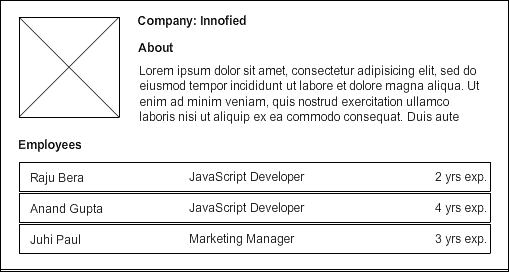 Company: Innofied
About
Lorem ipsum dolor sit amet, consectetur adipisicing elit, sed do
eiusmod tempor incididunt ut labore et dolore magna aliqua. Ut
enim ad minim veniam, quis nostrud exercitation ullamco
laboris nisi ut aliquip ex ea commodo consequat. Duis aute
Employees
Raju Bera JavaScript Developer 2 yrs exp.
Anand Gupta JavaScript Developer 4 yrs exp.
Juhi Paul Marketing Manager 3 yrs exp.